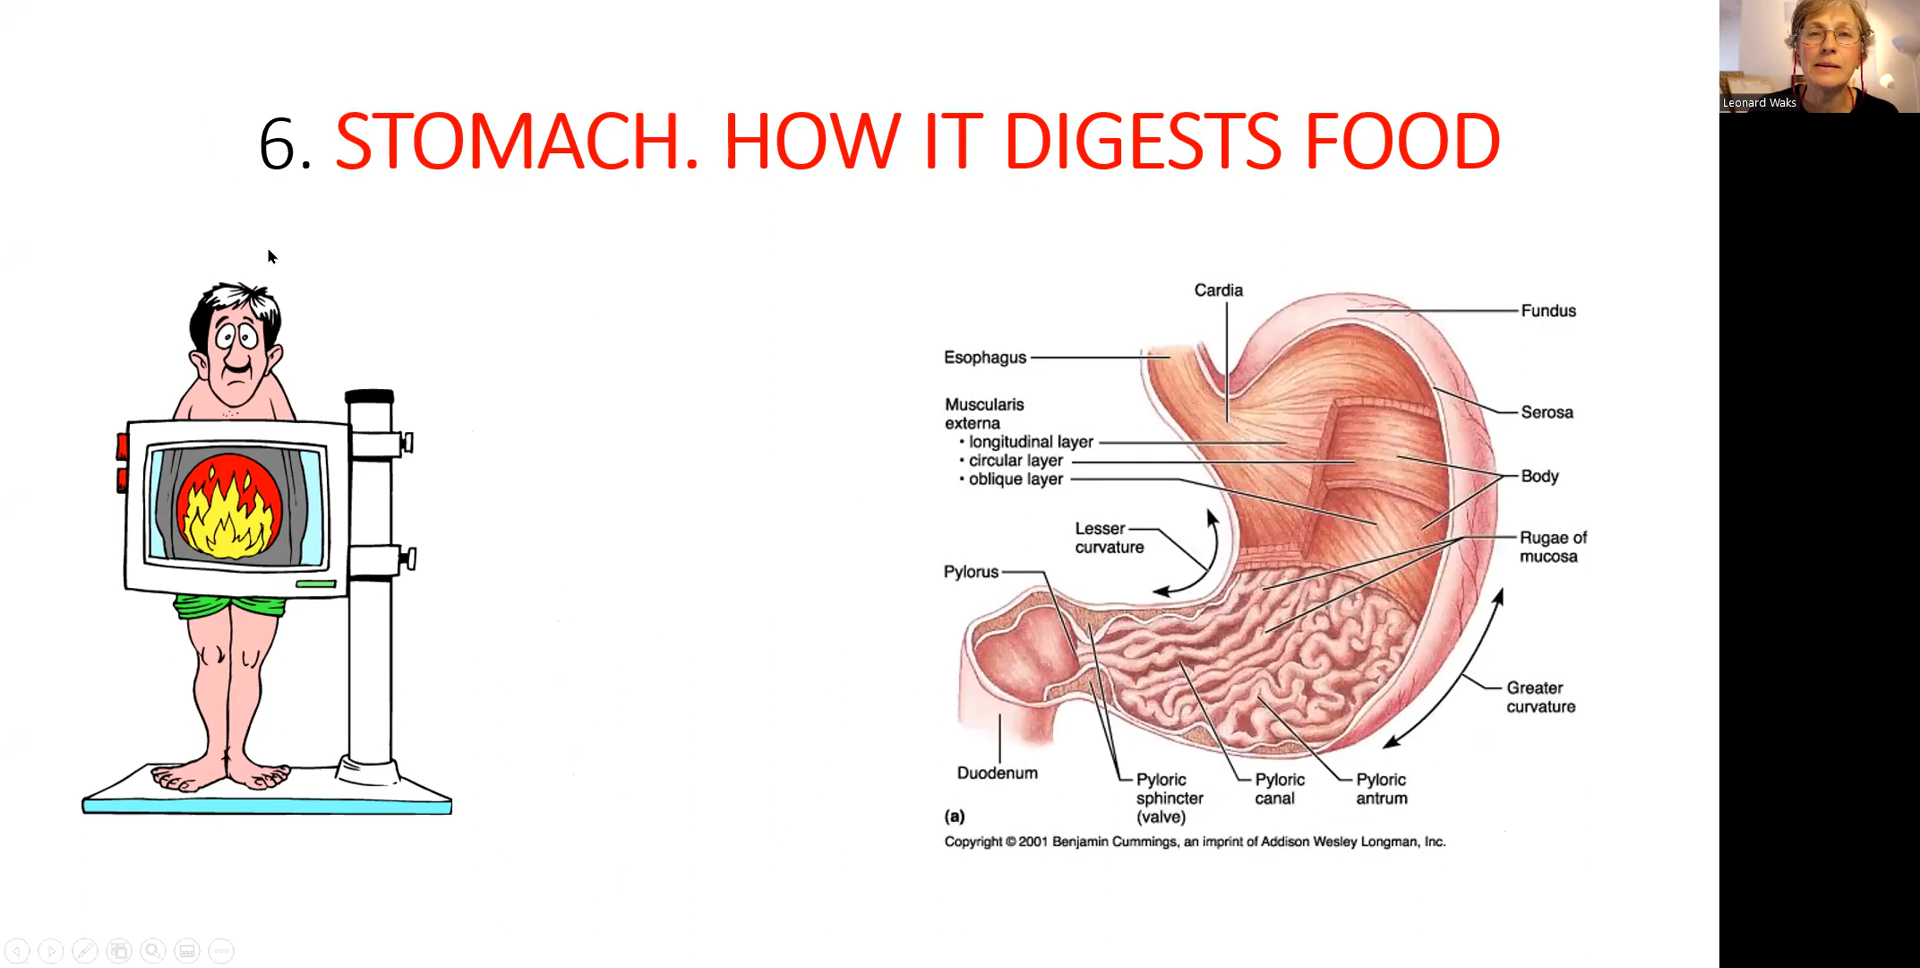 6. STOMACH. HOW IT DIGESTS FOOD
Leonard Waks
Cardia
Fundus
Esophagus
Muscularis
externa
• longitudinal layer
• circular layer
• oblique layer
Serosa
Body
Lesser
curvature
Rugae of
mucosa
Pylorus
Greater
curvature
Duodenum
Pyloric
sphincter
(valve)
Pyloric
canal
Pyloric
antrum
(a)
Copyright © 2001 Benjamin Cummings, an imprint of Addison Wesley Longman, Inc.